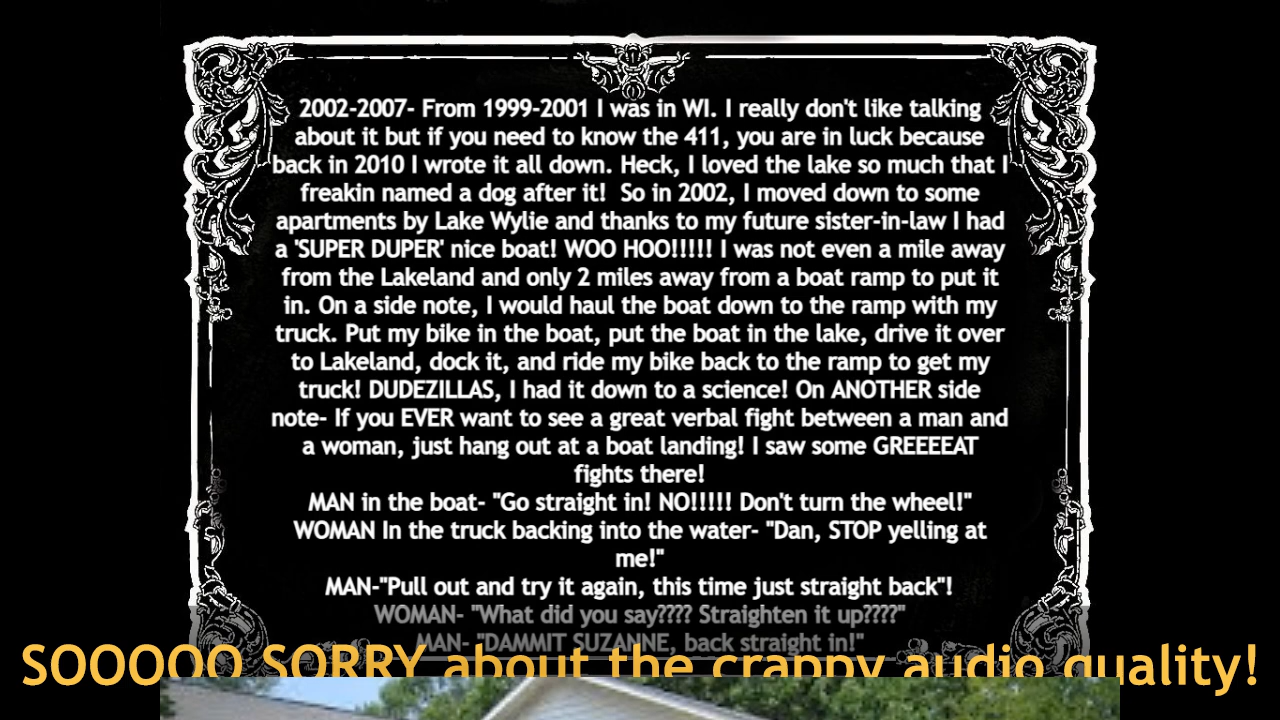 2002-2007- From 1999-2001 I was in WI. I really don't like talking
about it but if you need to know the 411, you are in luck because
back in 2010 I wrote it all down. Heck, I loved the lake so much that I
freakin named a dog after it!  So in 2002, I moved down to some
apartments by Lake Wylie and thanks to my future sister-in-law I had
a 'SUPER DUPER' nice boat! WOO HOO!!!!! I was not even a mile away
from the Lakeland and only 2 miles away from a boat ramp to put it
in. On a side note, I would haul the boat down to the ramp with my
truck. Put my bike in the boat, put the boat in the lake, drive it over
to Lakeland, dock it, and ride my bike back to the ramp to get my
truck! DUDEZILLAS, I had it down to a science! On ANOTHER side
note- If you EVER want to see a great verbal fight between a man and
a woman, just hang out at a boat landing! I saw some GREEEEAT
fights there!
MAN in the boat- "Go straight in! NO!!!!! Don't turn the wheel!"
WOMAN In the truck backing into the water- "Dan, STOP yelling at
me!"
MAN-"Pull out and try it again, this time just straight back"!
WOMAN- "What did you say???? Straighten it up????"
MAN- "DAMMIT SUZANNE, back straight in!"
SOOOOO SORRY about the crappy audio quality!